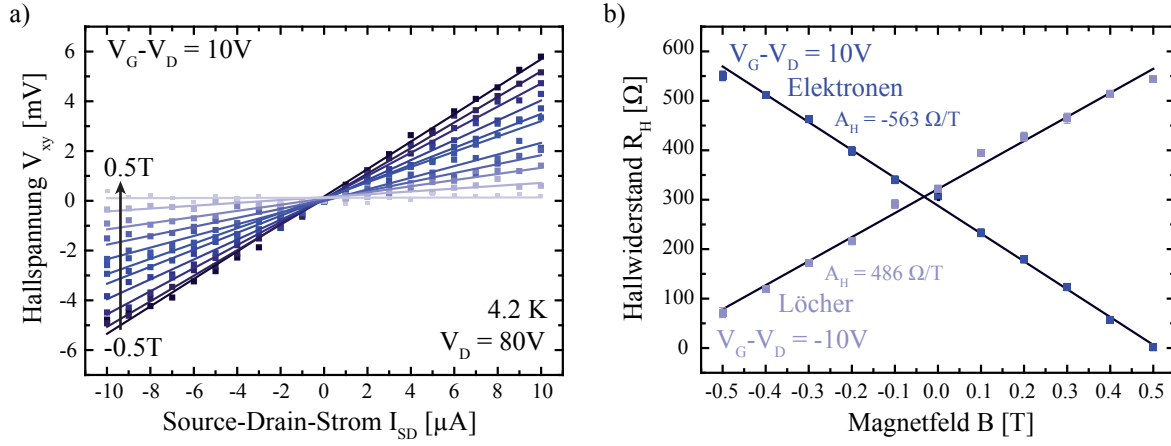 a)
V_G-V_D = 10V
Hallspannung V_xy [mV]
6
4
2
0
-2
-4
-6
0.5T
-0.5T
4.2 K
V_D = 80V
-10 -8 -6 -4 -2 0 2 4 6 8 10
Source-Drain-Strom I_SD [µA]
b)
Hallwiderstand R_H [Ω]
600
500
400
300
200
100
0
V_G-V_D = 10V
Elektronen
A_H = -563 Ω/T
A_H = 486 Ω/T
Löcher
V_G-V_D = -10V
-0.5 -0.4 -0.3 -0.2 -0.1 0.0 0.1 0.2 0.3 0.4 0.5
Magnetfeld B [T]